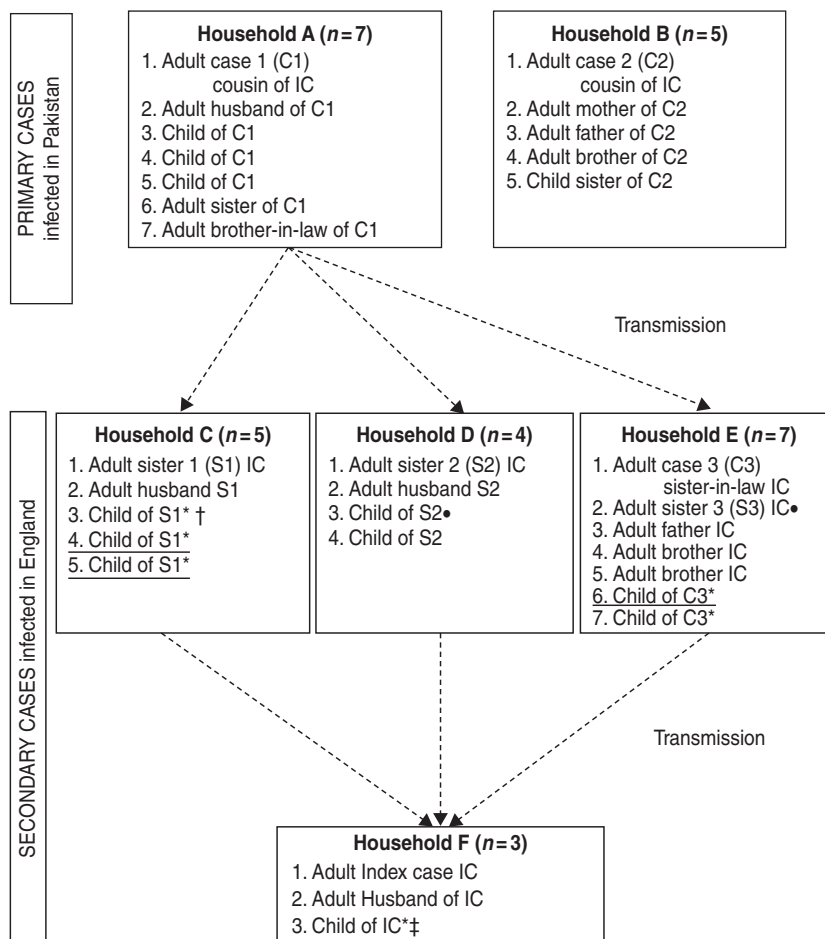 PRIMARY CASES
infected in Pakistan
Household A (n=7)
1. Adult case 1 (C1)
cousin of IC
2. Adult husband of C1
3. Child of C1
4. Child of C1
5. Child of C1
6. Adult sister of C1
7. Adult brother-in-law of C1
Household B (n=5)
1. Adult case 2 (C2)
cousin of IC
2. Adult mother of C2
3. Adult father of C2
4. Adult brother of C2
5. Child sister of C2
Transmission
SECONDARY CASES infected in England
Household C (n=5)
1. Adult sister 1 (S1) IC
2. Adult husband S1
3. Child of S1* †
4. Child of S1*
5. Child of S1*
Household D (n=4)
1. Adult sister 2 (S2) IC
2. Adult husband S2
3. Child of S2•
4. Child of S2
Household E (n=7)
1. Adult case 3 (C3)
sister-in-law IC
2. Adult sister 3 (S3) IC•
3. Adult father IC
4. Adult brother IC
5. Adult brother IC
6. Child of C3*
7. Child of C3*
Transmission
Household F (n=3)
1. Adult Index case IC
2. Adult Husband of IC
3. Child of IC*‡